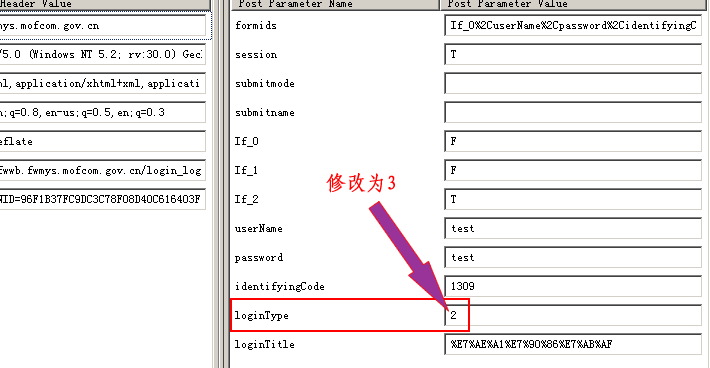 Header Value
mys.mofcom.gov.cn
/5.0 (Windows NT 5.2; rv:30.0) Gecl
ml,application/xhtml+xml,applicati
n;q=0.8,en-us;q=0.5,en;q=0.3
eflate
fwwb.fwmys.mofcom.gov.cn/login_log
NID=96F1B37FC9DC3C78F08D40C616403F
Post Parameter Name Post Parameter Value
formids If_0%2CuserName%2Cpassword%2CidentifyingC
session T
submitmode
submitname
If_0 F
If_1 F
If_2 T
修改为3
userName test
password test
identifyingCode 1309
loginType 2
loginTitle %E7%AE%A1%E7%90%86%E7%AB%AF